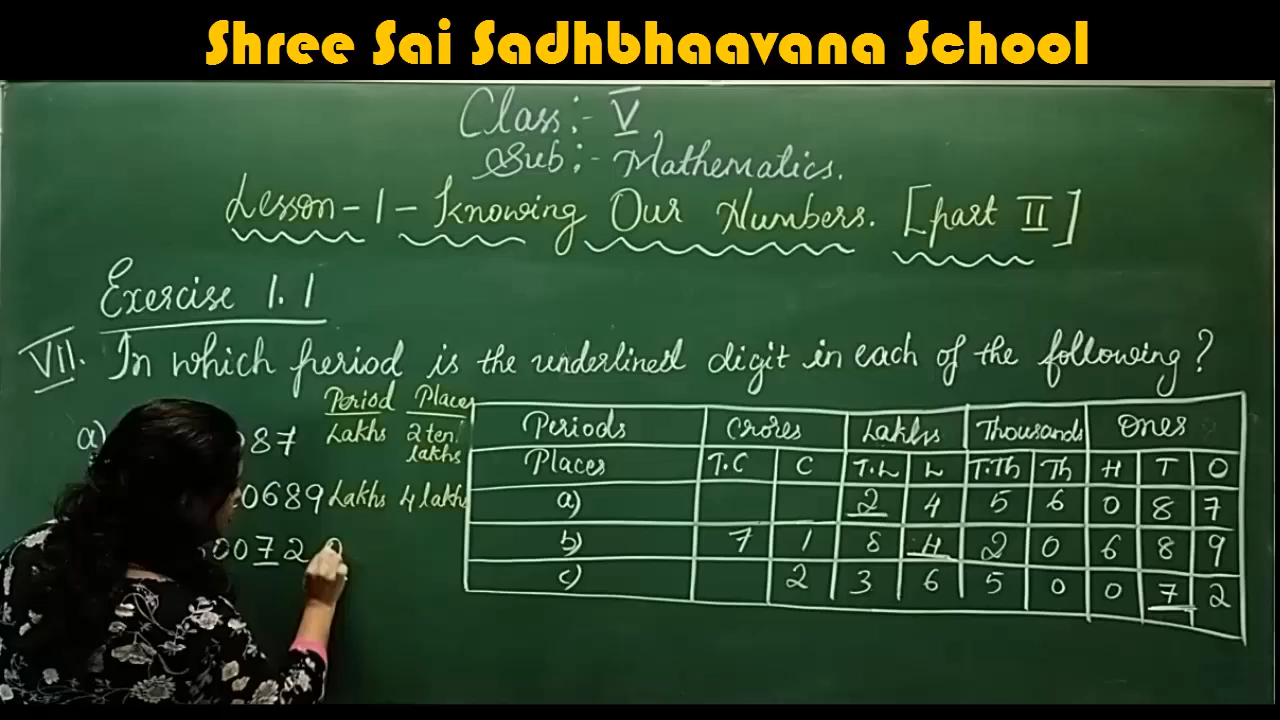 Shree Sai Sadhbhaavana School
Class:- V
Sub:- Mathematics.
Lesson - 1 - Knowing Our Numbers. [part II]
Exercise 1.1
VII. In which period is the underlined digit in each of the following?
Period Places
a) 87 Lakhs 2 ten lakhs
0689 Lakhs 4 lakhs
0072
Periods Crores Lakhs Thousands Ones
Places T.C C T.L L T.Th Th H T O
a) 2 4 5 6 0 8 7
b) 7 1 8 4 2 0 6 8 9
c) 2 3 6 5 0 0 7 2